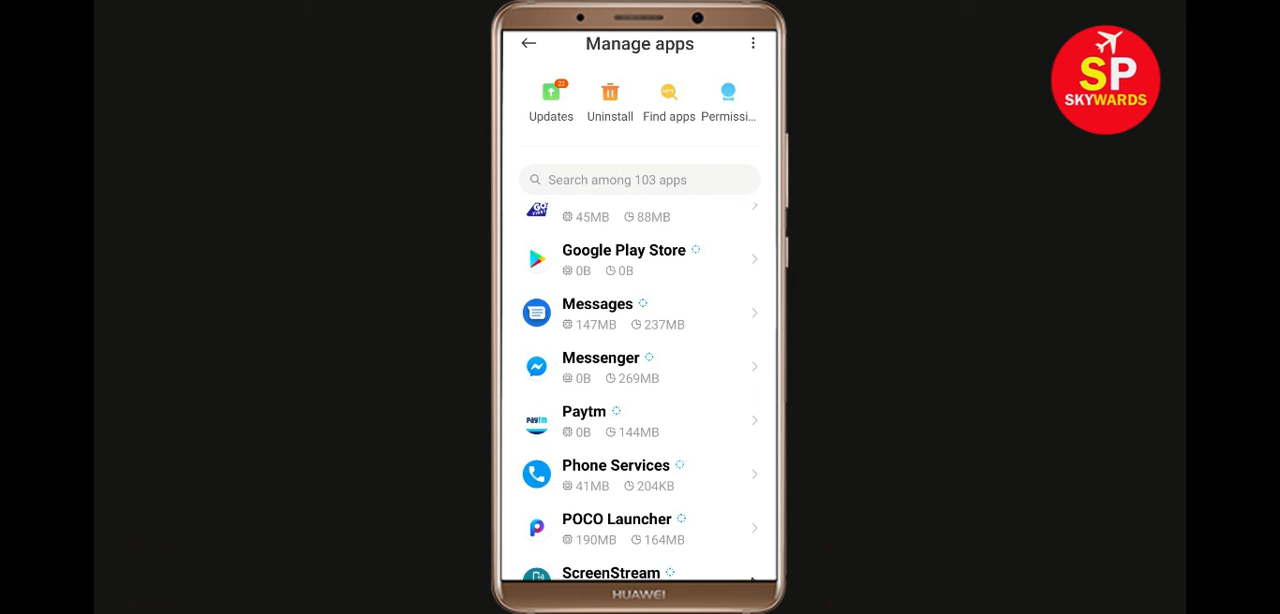 Manage apps
22
Updates
Uninstall
Find apps
Permissi...
Search among 103 apps
45MB 88MB
Google Play Store
0B 0B
Messages
147MB 237MB
Messenger
0B 269MB
Paytm
0B 144MB
Phone Services
41MB 204KB
POCO Launcher
190MB 164MB
ScreenStream
HUAWEI
SP
SKYWARDS